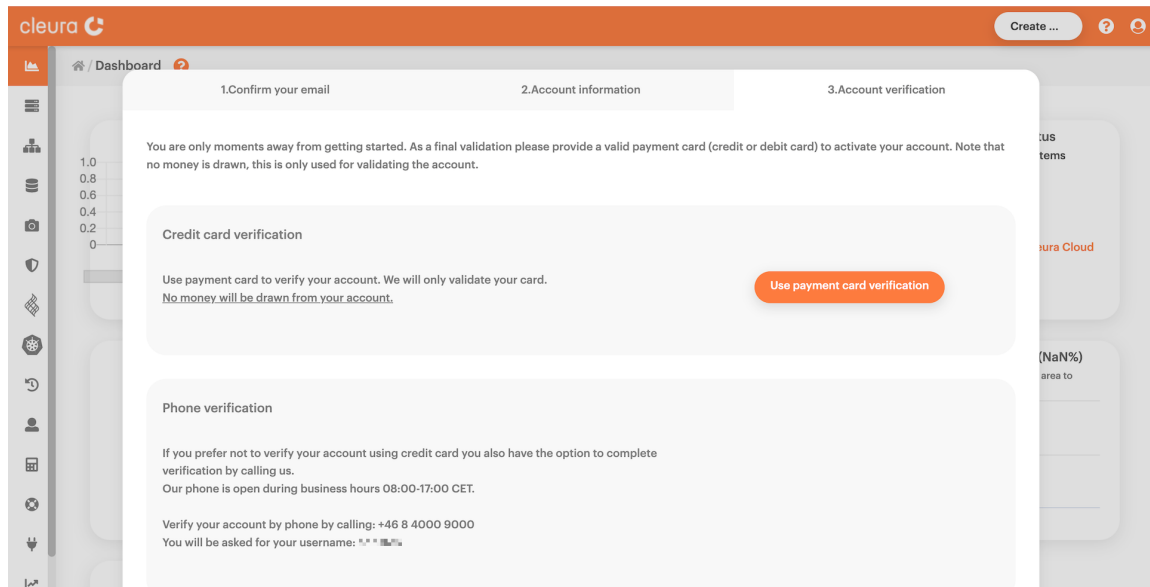 cleura
Create ...
?
/ Dashboard ?
1.Confirm your email
2.Account information
3.Account verification
You are only moments away from getting started. As a final validation please provide a valid payment card (credit or debit card) to activate your account. Note that
no money is drawn, this is only used for validating the account.
tus
tems
1.0
0.8
0.6
0.4
0.2
0
Credit card verification
eura Cloud
Use payment card to verify your account. We will only validate your card.
No money will be drawn from your account.
Use payment card verification
(NaN%)
area to
Phone verification
If you prefer not to verify your account using credit card you also have the option to complete
verification by calling us.
Our phone is open during business hours 08:00-17:00 CET.
Verify your account by phone by calling: +46 8 4000 9000
You will be asked for your username: